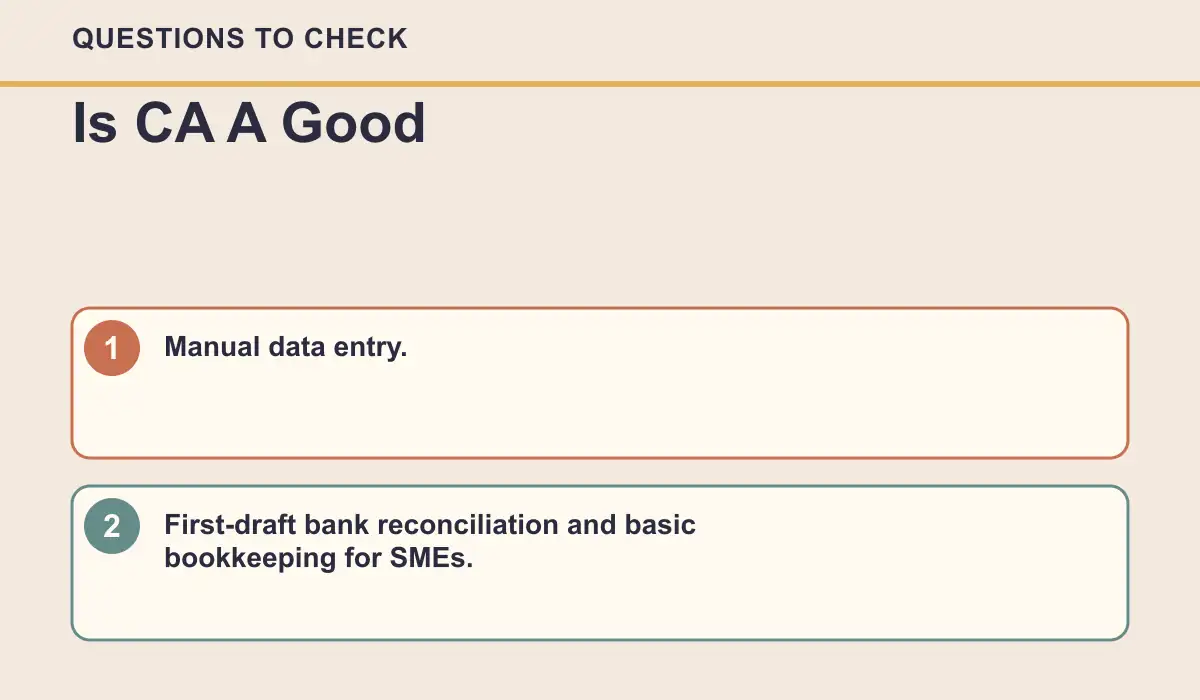 QUESTIONS TO CHECK
Is CA A Good
1
Manual data entry.
2
First-draft bank reconciliation and basic
bookkeeping for SMEs.